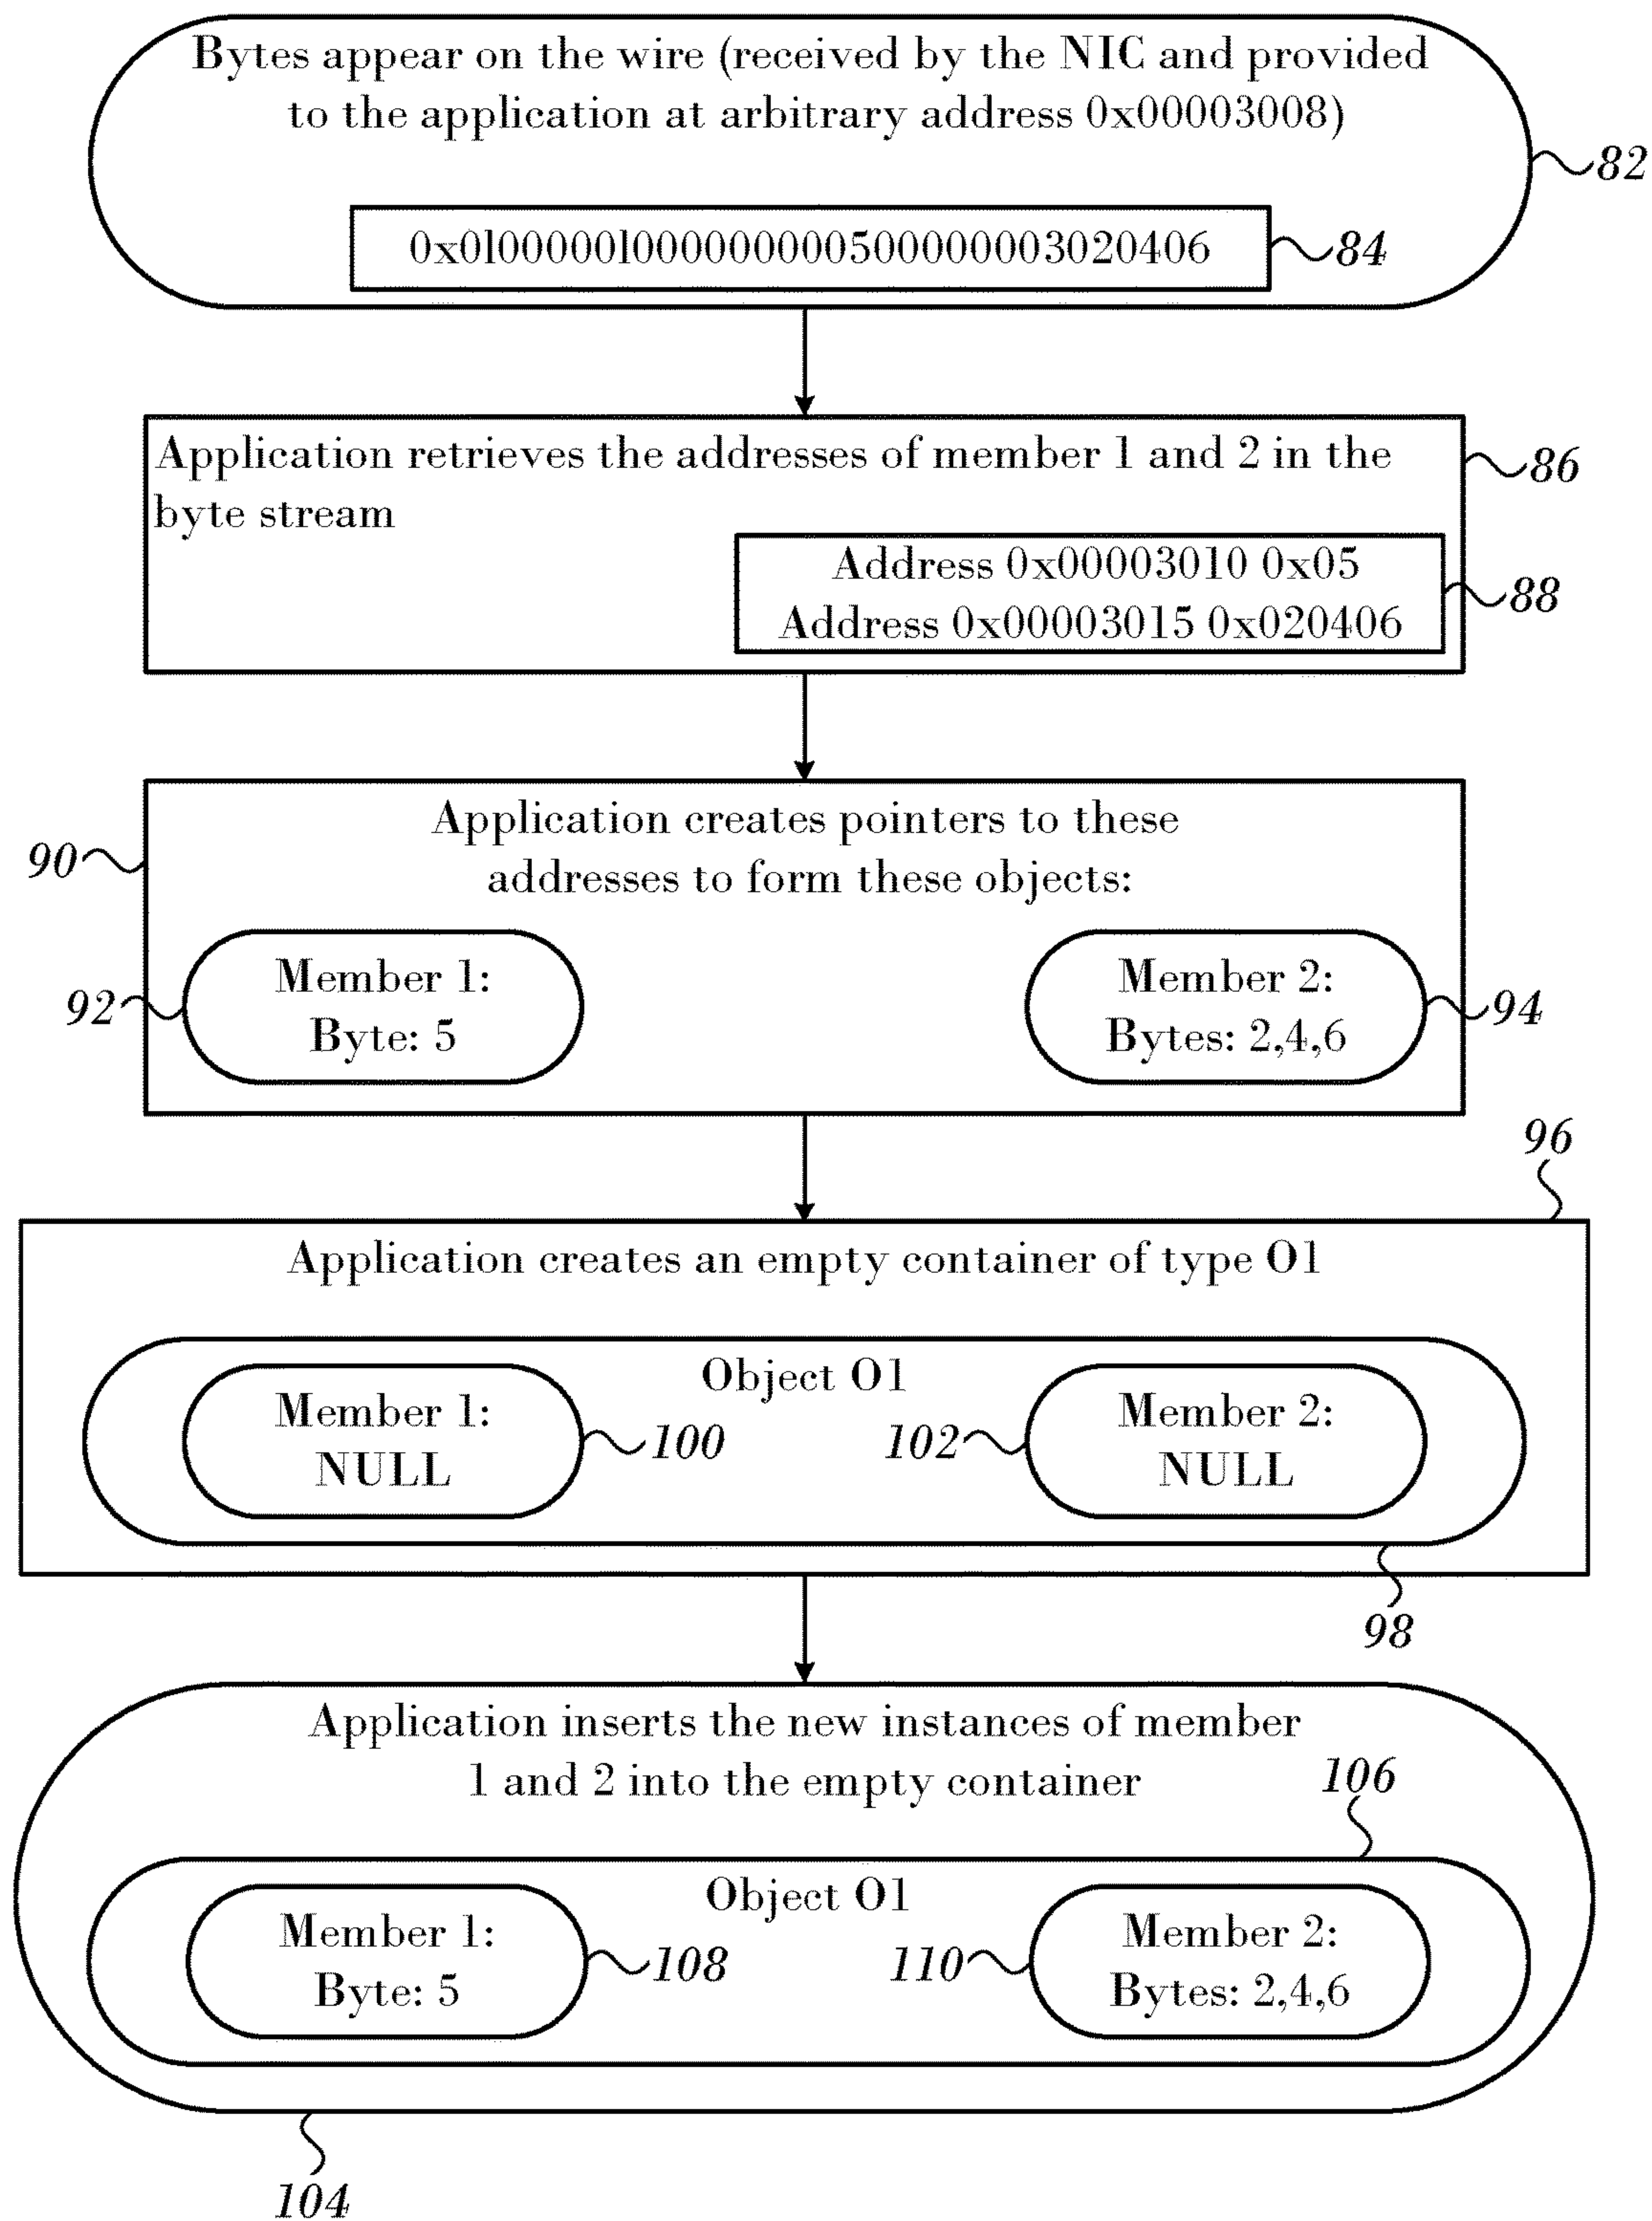 Bytes appear on the wire (received by the NIC and provided
to the application at arbitrary address 0x00003008)
82
0x01000001000000000500000003020406
84
Application retrieves the addresses of member 1 and 2 in the
86
byte stream
Address 0x00003010 0x05
88
Address 0x00003015 0x020406
Application creates pointers to these
90
addresses to form these objects:
Member 1:
Byte: 5
92
Member 2:
Bytes: 2,4,6
94
96
Application creates an empty container of type O1
Object O1
Member 1:
NULL
100
102
Member 2:
NULL
98
Application inserts the new instances of member
1 and 2 into the empty container
106
Object O1
Member 1:
Byte: 5
108
110
Member 2:
Bytes: 2,4,6
104